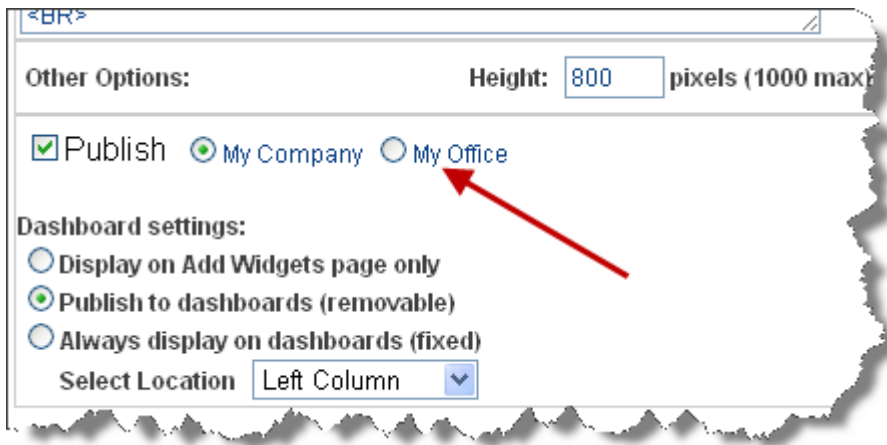 <BR>
Other Options: Height: 800 pixels (1000 max)
Publish My Company My Office
Dashboard settings:
Display on Add Widgets page only
Publish to dashboards (removable)
Always display on dashboards (fixed)
Select Location Left Column